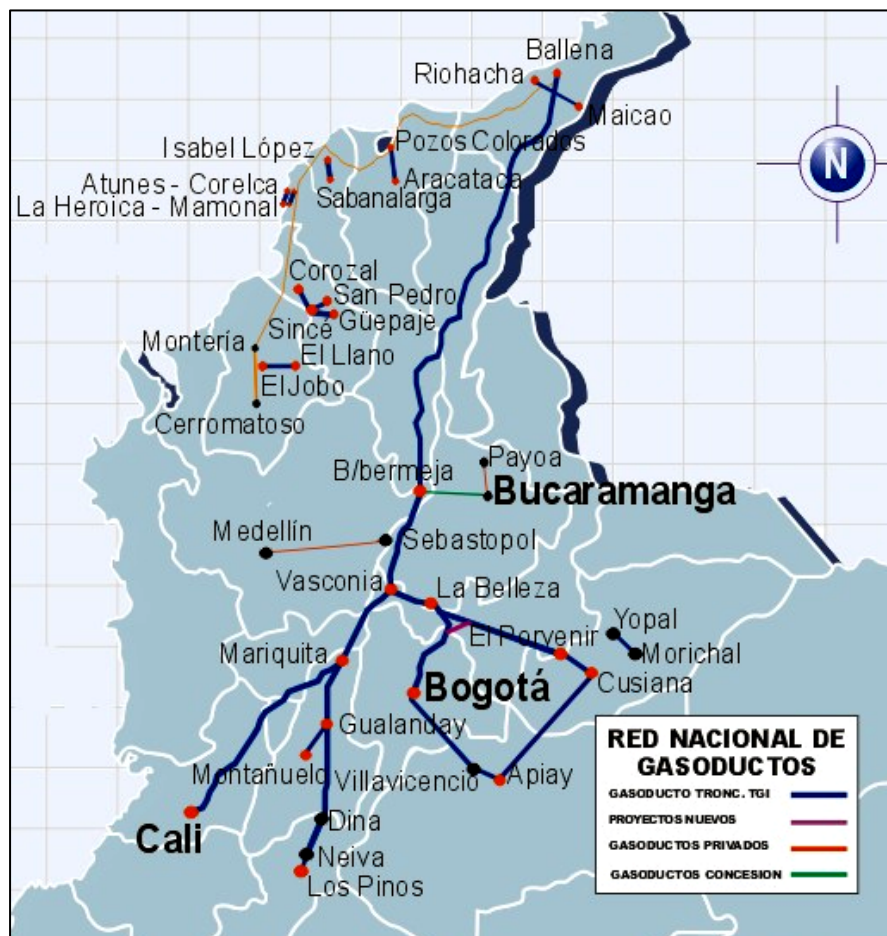 Ballena
Riohacha
Maicao
Isabel López
Pozos Colorados
Atunes - Corelca
Aracataca
Sabanalarga
La Heroica - Mamonal
Corozal
San Pedro
Sincé
Güepaje
Montería
El Llano
El Jobo
Cerromatoso
B/bermeja
Payoa
Bucaramanga
Medellín
Sebastopol
Vasconia
La Belleza
El Porvenir
Yopal
Mariquita
Morichal
Bogotá
Cusiana
Gualanday
Montañuelo
Villavicencio
Apiay
Cali
Dina
Neiva
Los Pinos
N
RED NACIONAL DE
GASODUCTOS
GASODUCTO TRONC. TGI
PROYECTOS NUEVOS
GASODUCTOS PRIVADOS
GASODUCTOS CONCESION